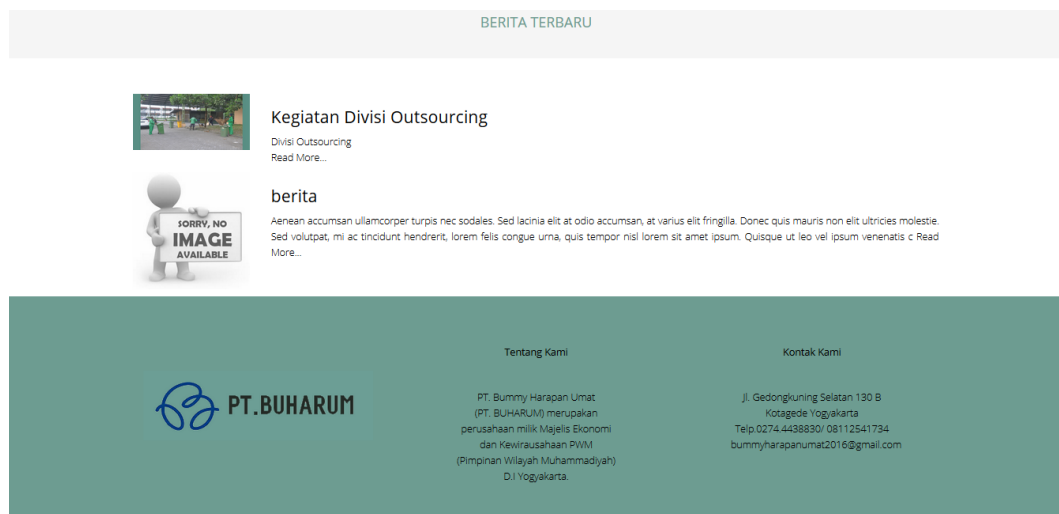 BERITA TERBARU
Kegiatan Divisi Outsourcing
Divisi Outsourcing
Read More...
SORRY, NO
IMAGE
AVAILABLE
berita
Aenean accumsan ullamcorper turpis nec sodales. Sed lacinia elit at odio accumsan, at varius elit fringilla. Donec quis mauris non elit ultricies molestie.
Sed volutpat, mi ac tincidunt hendrerit, lorem felis congue urna, quis tempor nisl lorem sit amet ipsum. Quisque ut leo vel ipsum venenatis c Read
More...
PT.BUHARUM
Tentang Kami
PT. Bummy Harapan Umat
(PT. BUHARUM) merupakan
perusahaan milik Majelis Ekonomi
dan Kewirausahaan PWM
(Pimpinan Wilayah Muhammadiyah)
D.I Yogyakarta.
Kontak Kami
Jl. Gedongkuning Selatan 130 B
Kotagede Yogyakarta
Telp.0274.4438830/ 08112541734
bummyharapanumat2016@gmail.com